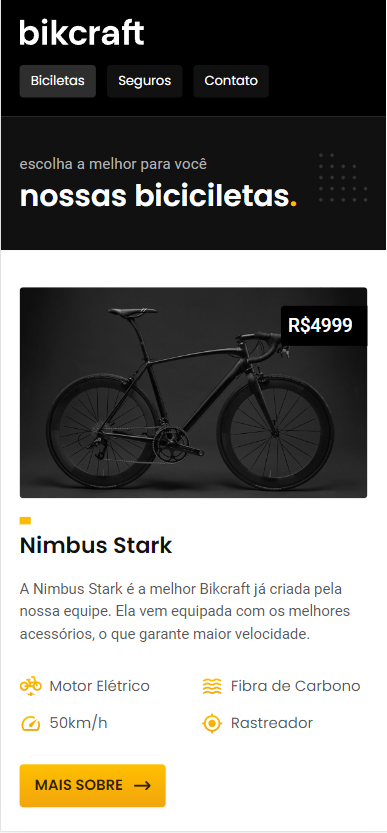 bikcraft
Biciletas
Seguros
Contato
escolha a melhor para você
nossas biciciletas.
R$4999
Nimbus Stark
A Nimbus Stark é a melhor Bikcraft já criada pela
nossa equipe. Ela vem equipada com os melhores
acessórios, o que garante maior velocidade.
Motor Elétrico
Fibra de Carbono
50km/h
Rastreador
MAIS SOBRE